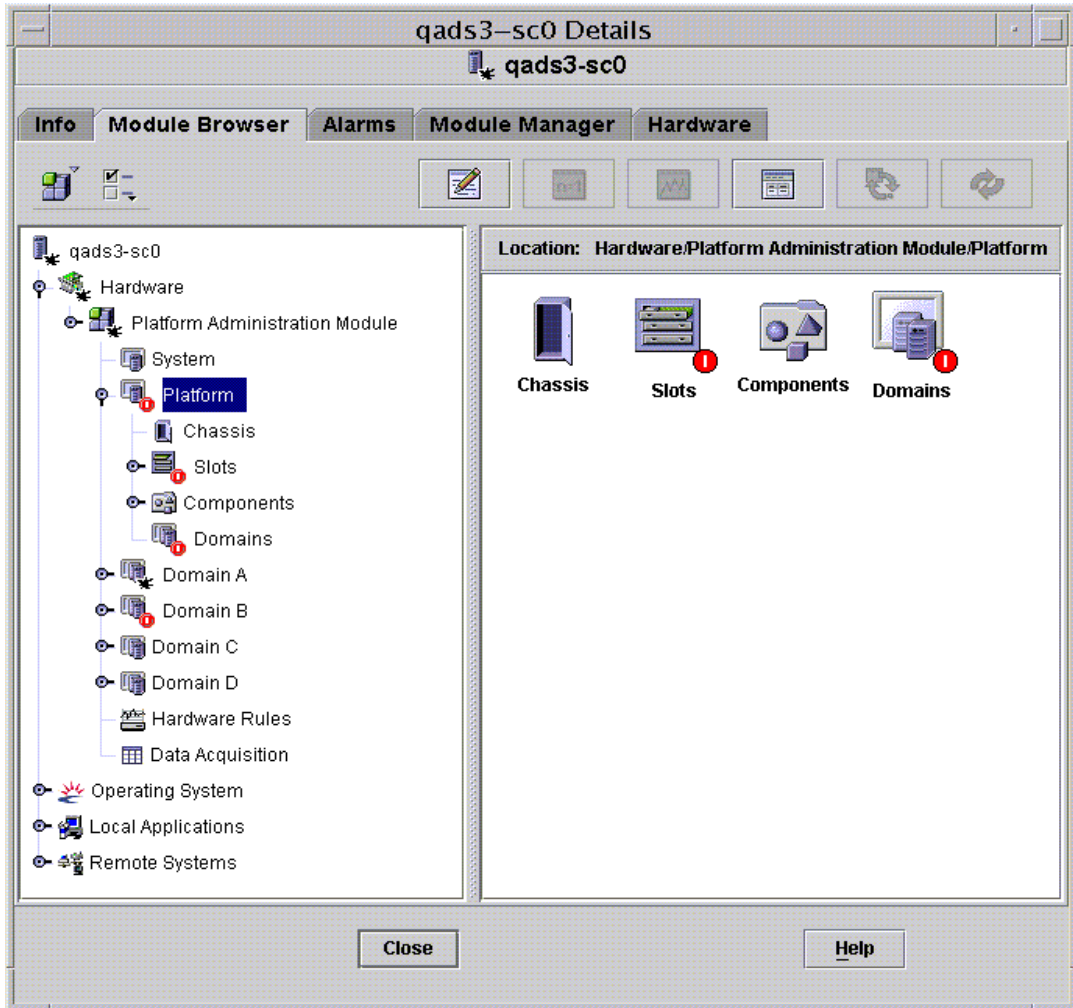 qads3-sc0 Details
qads3-sc0
Info Module Browser Alarms Module Manager Hardware
n=1
qads3-sc0
Hardware
Platform Administration Module
System
Platform
Chassis
Slots
Components
Domains
Domain A
Domain B
Domain C
Domain D
Hardware Rules
Data Acquisition
Operating System
Local Applications
Remote Systems
Location: Hardware/Platform Administration Module/Platform
Chassis Slots Components Domains
Close Help